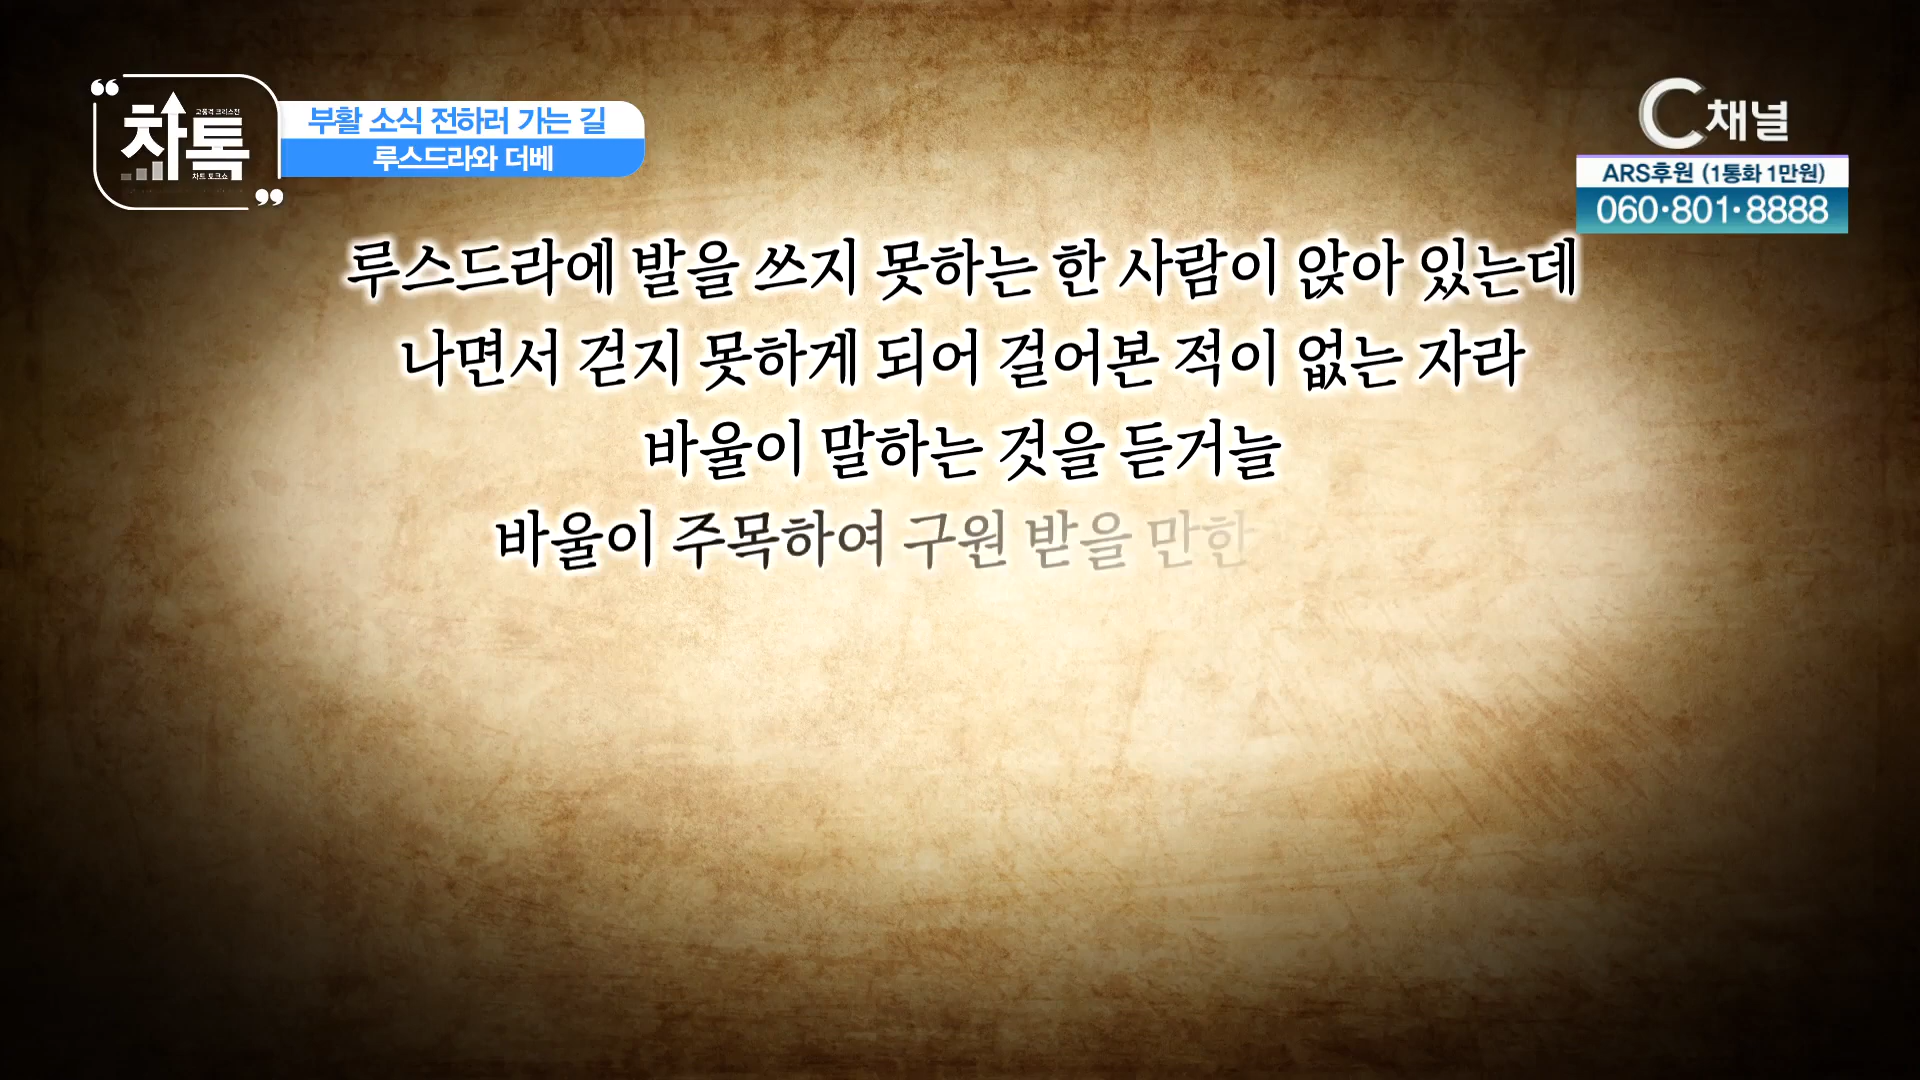 고품격 크리스천
차톡
차트 토크쇼
부활 소식 전하러 가는 길
루스드라와 더베
C채널
ARS후원 (1통화 1만원)
060·801·8888
루스드라에 발을 쓰지 못하는 한 사람이 앉아 있는데
나면서 걷지 못하게 되어 걸어본 적이 없는 자라
바울이 말하는 것을 듣거늘
바울이 주목하여 구원 받을 만한